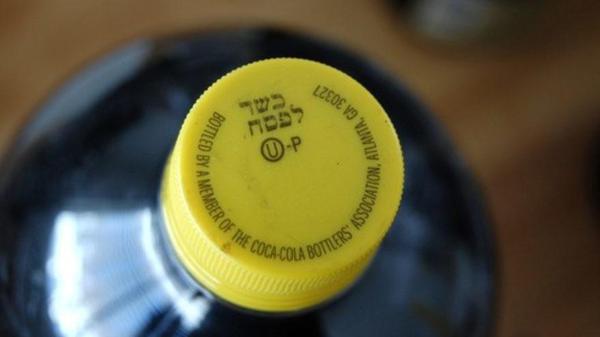 כשר
לפסח
Ⓤ-P
BOTTLED BY A MEMBER OF THE COCA-COLA BOTTLERS' ASSOCIATION, ATLANTA, GA 30327